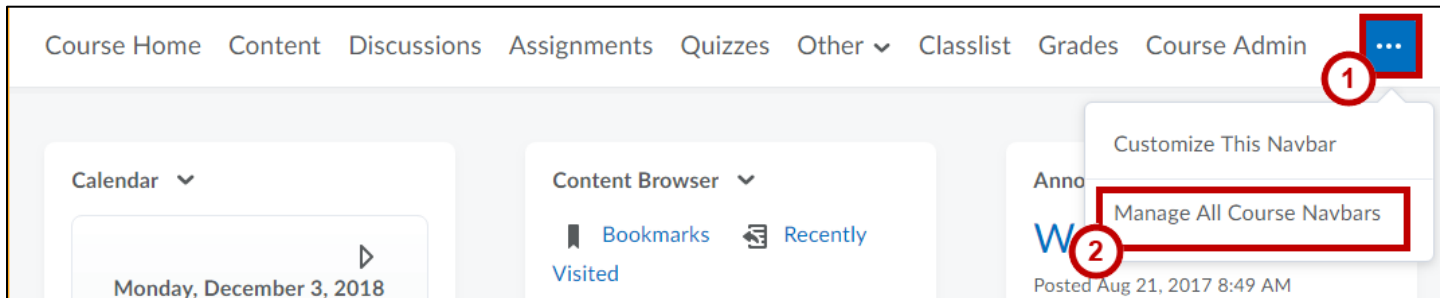 Course Home Content Discussions Assignments Quizzes Other Classlist Grades Course Admin ...
1
Customize This Navbar
Manage All Course Navbars
2
Calendar
Monday, December 3, 2018
Content Browser
Bookmarks Recently
Visited
Posted Aug 21, 2017 8:49 AM